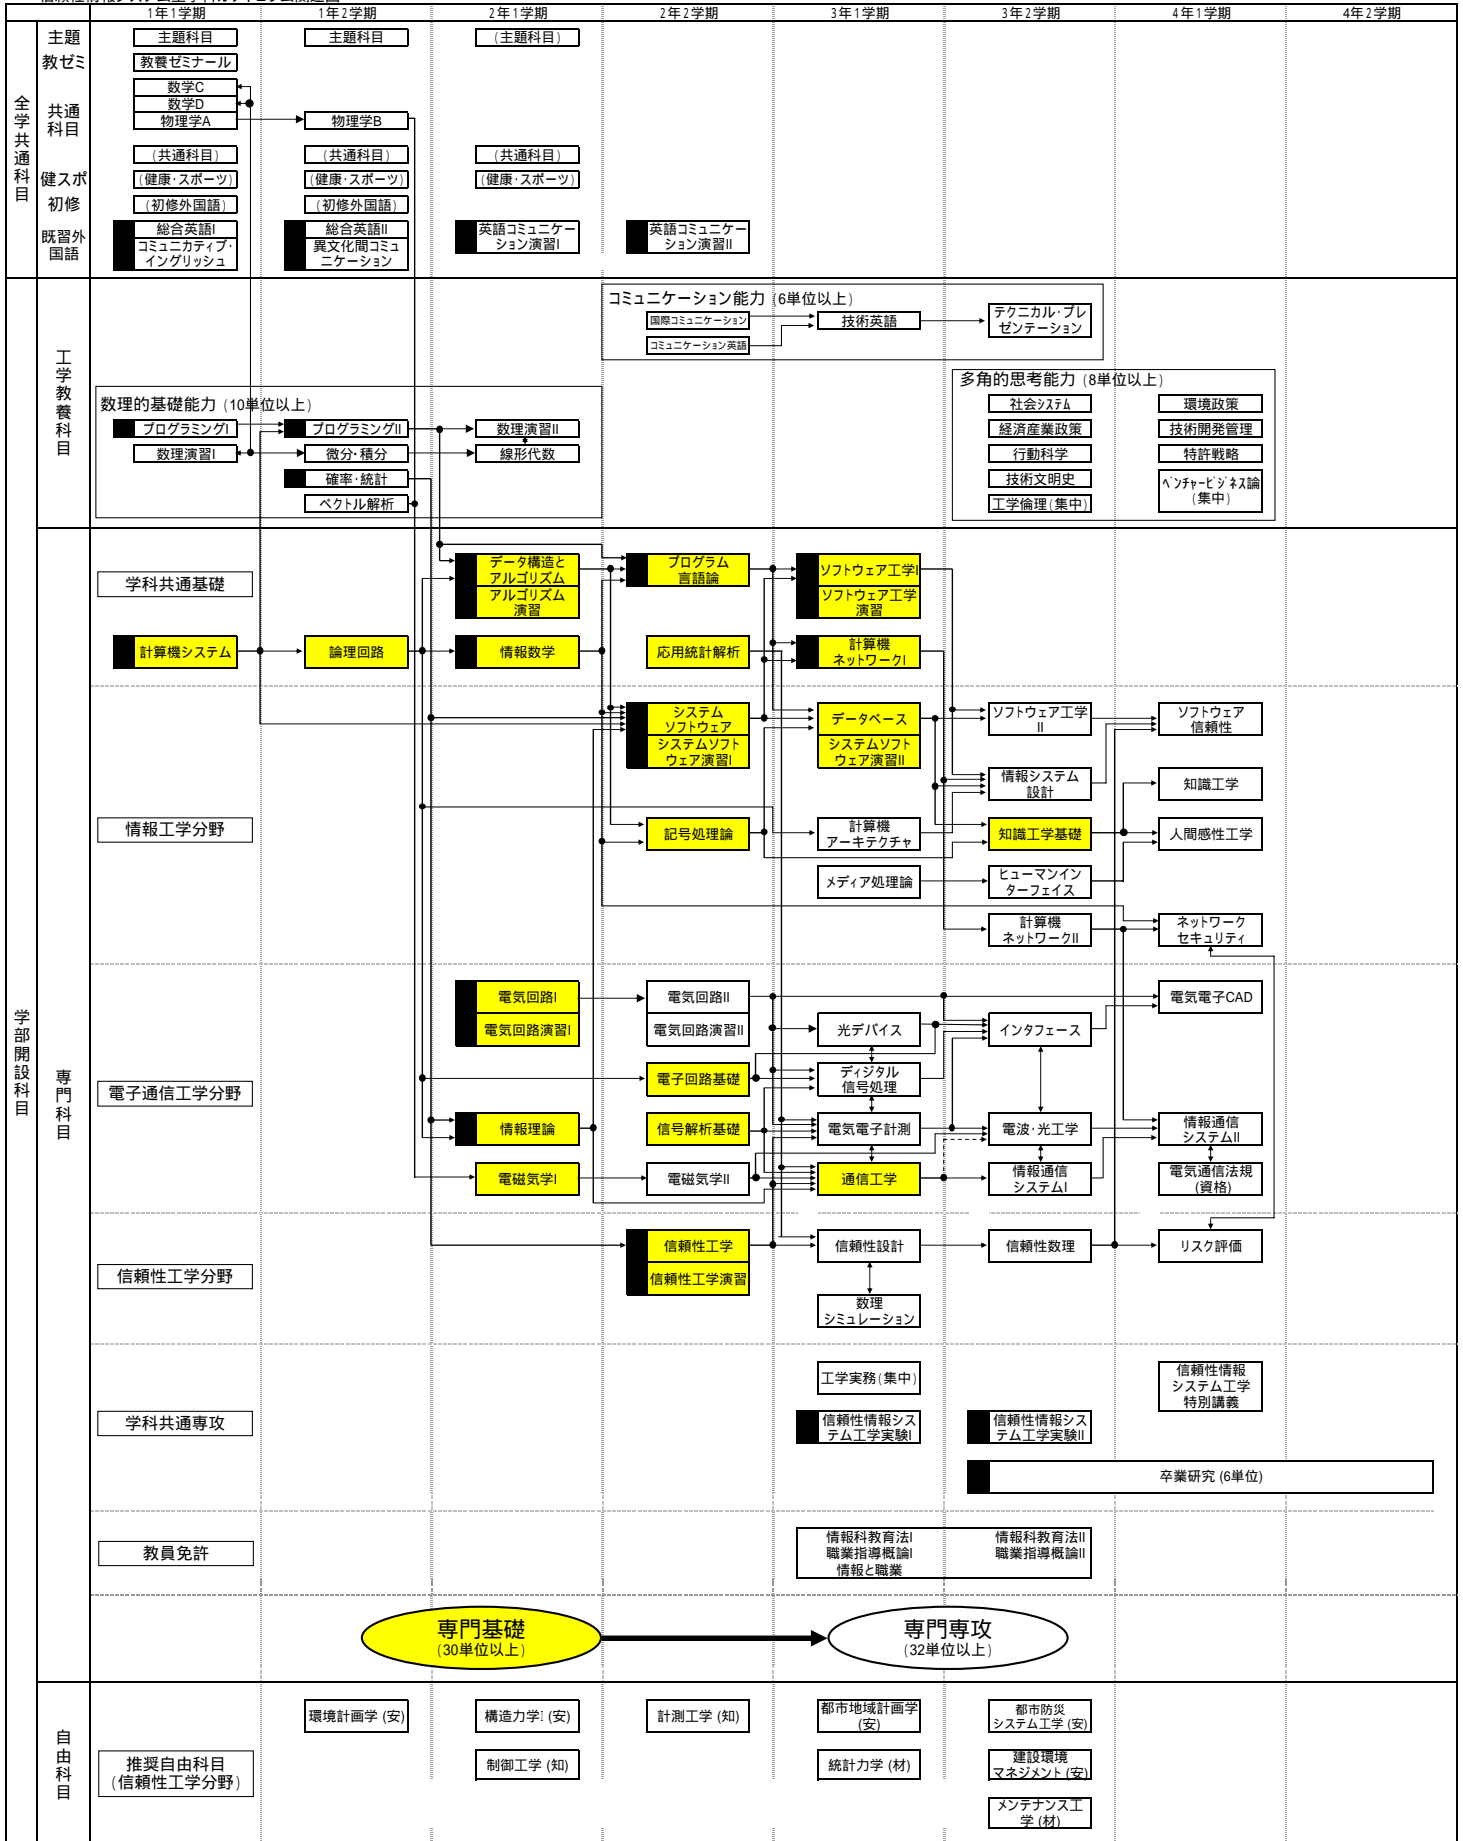 1年1学期
1年2学期
2年1学期
2年2学期
3年1学期
3年2学期
4年1学期
4年2学期
全学共通科目
主題
主題科目
主題科目
(主題科目)
教ゼミ
教養ゼミナール
共通
科目
数学C
数学D
物理学A
物理学B
(共通科目)
(共通科目)
(共通科目)
健スポ
(健康・スポーツ)
(健康・スポーツ)
(健康・スポーツ)
初修
(初修外国語)
(初修外国語)
既習外
国語
総合英語I
コミュニカティブ・
イングリッシュ
総合英語II
異文化間コミュ
ニケーション
英語コミュニケー
ション演習I
英語コミュニケー
ション演習II
学部開設科目
工学教養科目
コミュニケーション能力 (6単位以上)
国際コミュニケーション
コミュニケーション英語
技術英語
テクニカル・プレ
ゼンテーション
数理的基礎能力 (10単位以上)
プログラミングI
プログラミングII
数理演習II
数理演習I
微分・積分
線形代数
確率・統計
ベクトル解析
多角的思考能力 (8単位以上)
社会システム
環境政策
経済産業政策
技術開発管理
行動科学
特許戦略
技術文明史
工学倫理(集中)
ベンチャービジネス論
(集中)
専門科目
学科共通基礎
データ構造と
アルゴリズム
アルゴリズム
演習
プログラム
言語論
ソフトウェア工学I
ソフトウェア工学
演習
計算機システム
論理回路
情報数学
応用統計解析
計算機
ネットワークI
情報工学分野
システム
ソフトウェア
システムソフト
ウェア演習I
データベース
システムソフト
ウェア演習II
ソフトウェア工学
II
ソフトウェア
信頼性
情報システム
設計
知識工学
記号処理論
計算機
アーキテクチャ
知識工学基礎
人間感性工学
メディア処理論
ヒューマンイン
ターフェイス
計算機
ネットワークII
ネットワーク
セキュリティ
電子通信工学分野
電気回路I
電気回路演習I
電気回路II
電気回路演習II
光デバイス
インタフェース
電気電子CAD
電子回路基礎
ディジタル
信号処理
情報理論
信号解析基礎
電気電子計測
電波・光工学
情報通信
システムII
電磁気学I
電磁気学II
通信工学
情報通信
システムI
電気通信法規
(資格)
信頼性工学分野
信頼性工学
信頼性工学演習
信頼性設計
信頼性数理
リスク評価
数理
シミュレーション
学科共通専攻
工学実務(集中)
信頼性情報
システム工学
特別講義
信頼性情報シス
テム工学実験I
信頼性情報シス
テム工学実験II
卒業研究 (6単位)
教員免許
情報科教育法I
職業指導概論I
情報と職業
情報科教育法II
職業指導概論II
専門基礎
(30単位以上)
専門専攻
(32単位以上)
自由科目
推奨自由科目
(信頼性工学分野)
環境計画学 (安)
構造力学I (安)
計測工学 (知)
都市地域計画学
(安)
都市防災
システム工学 (安)
制御工学 (知)
統計力学 (材)
建設環境
マネジメント (安)
メンテナンス工
学 (材)